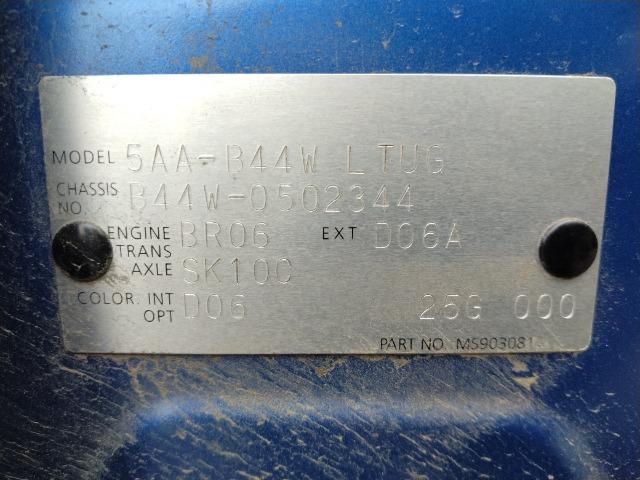 MODEL 5AA-B44W LTUG
CHASSIS NO. B44W-0502344
ENGINE BR06 EXT D06A
TRANS AXLE SK10C
COLOR. INT D06 25G 000
OPT
PART NO. MS903081